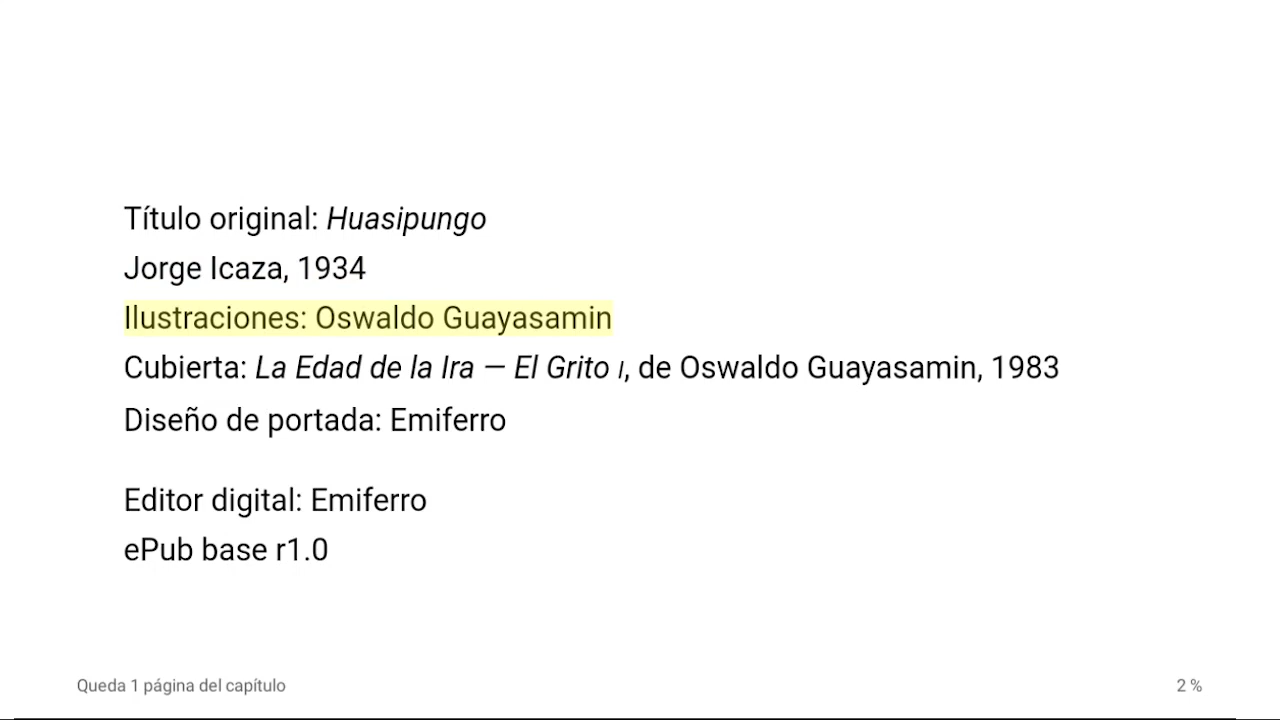 Título original: Huasipungo
Jorge Icaza, 1934
Ilustraciones: Oswaldo Guayasamin
Cubierta: La Edad de la Ira — El Grito I, de Oswaldo Guayasamin, 1983
Diseño de portada: Emiferro
Editor digital: Emiferro
ePub base r1.0
Queda 1 página del capítulo
2 %